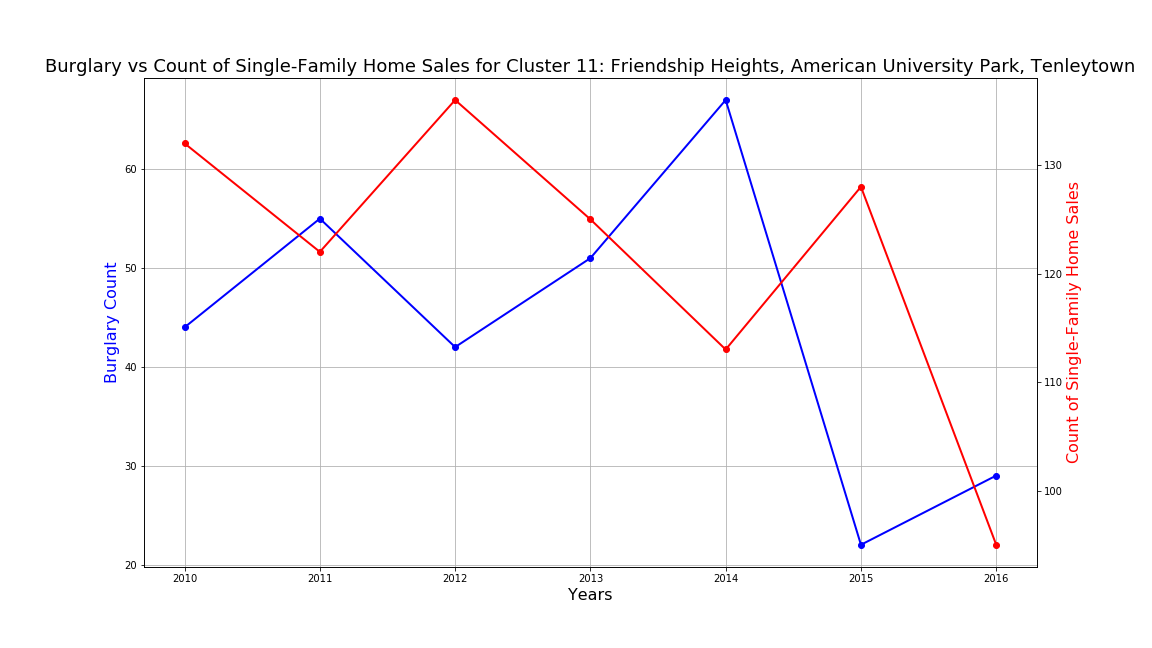 Burglary vs Count of Single-Family Home Sales for Cluster 11: Friendship Heights, American University Park, Tenleytown
Burglary Count
60
50
40
30
20
130
120
110
100
Count of Single-Family Home Sales
2010 2011 2012 2013 2014 2015 2016
Years